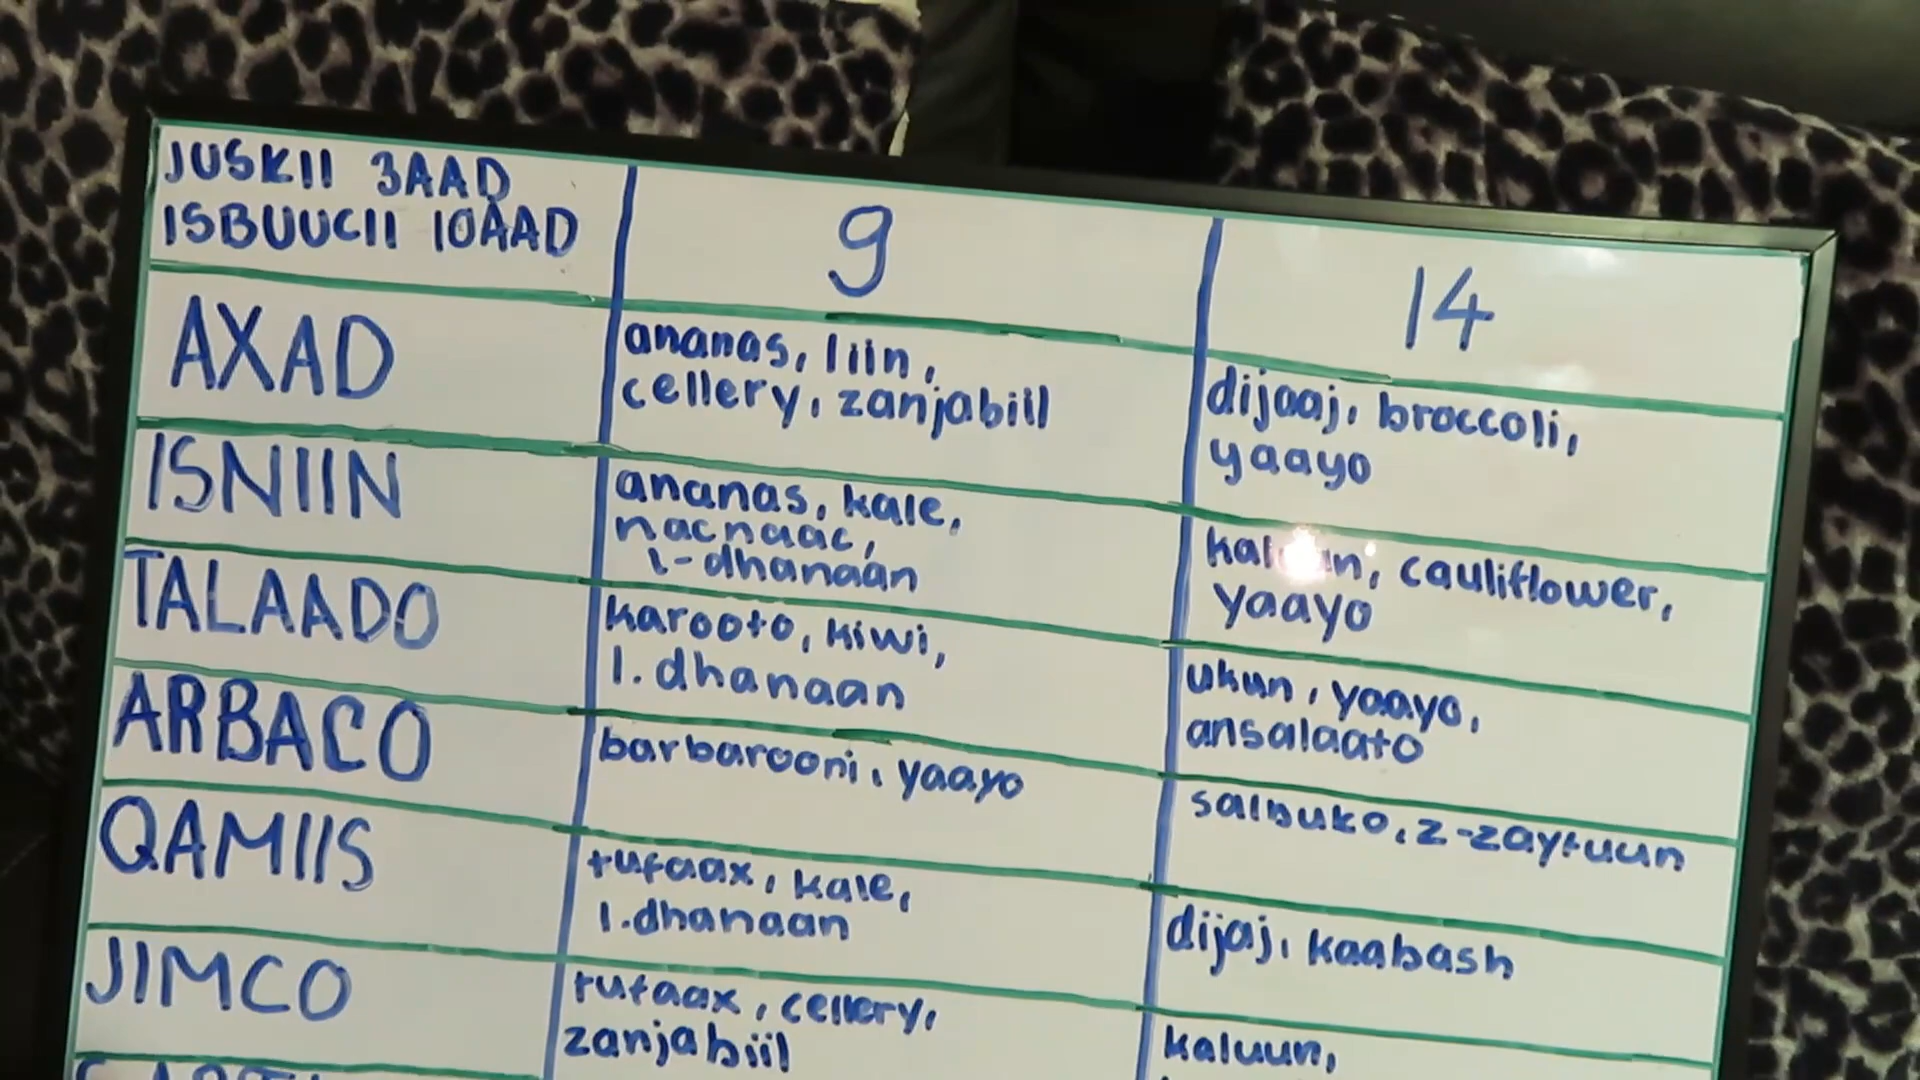 JUSKII 3AAD
ISBUUCII 10AAD
9
14
AXAD
ananas, liin,
cellery, zanjabiil
dijaaj, broccoli,
yaayo
ISNIIN
ananas, kale,
nacnaac,
l-dhanaan
cauliflower,
yaayo
TALAADO
karooto, kiwi,
l.dhanaan
ukun, yaayo,
ansalaato
ARBACO
barbarooni, yaayo
salbuko, z-zaytuun
QAMIIS
tufaax, kale,
l.dhanaan
dijaj, kaabash
JIMCO
tufaax, cellery,
zanjabiil
kaluun,